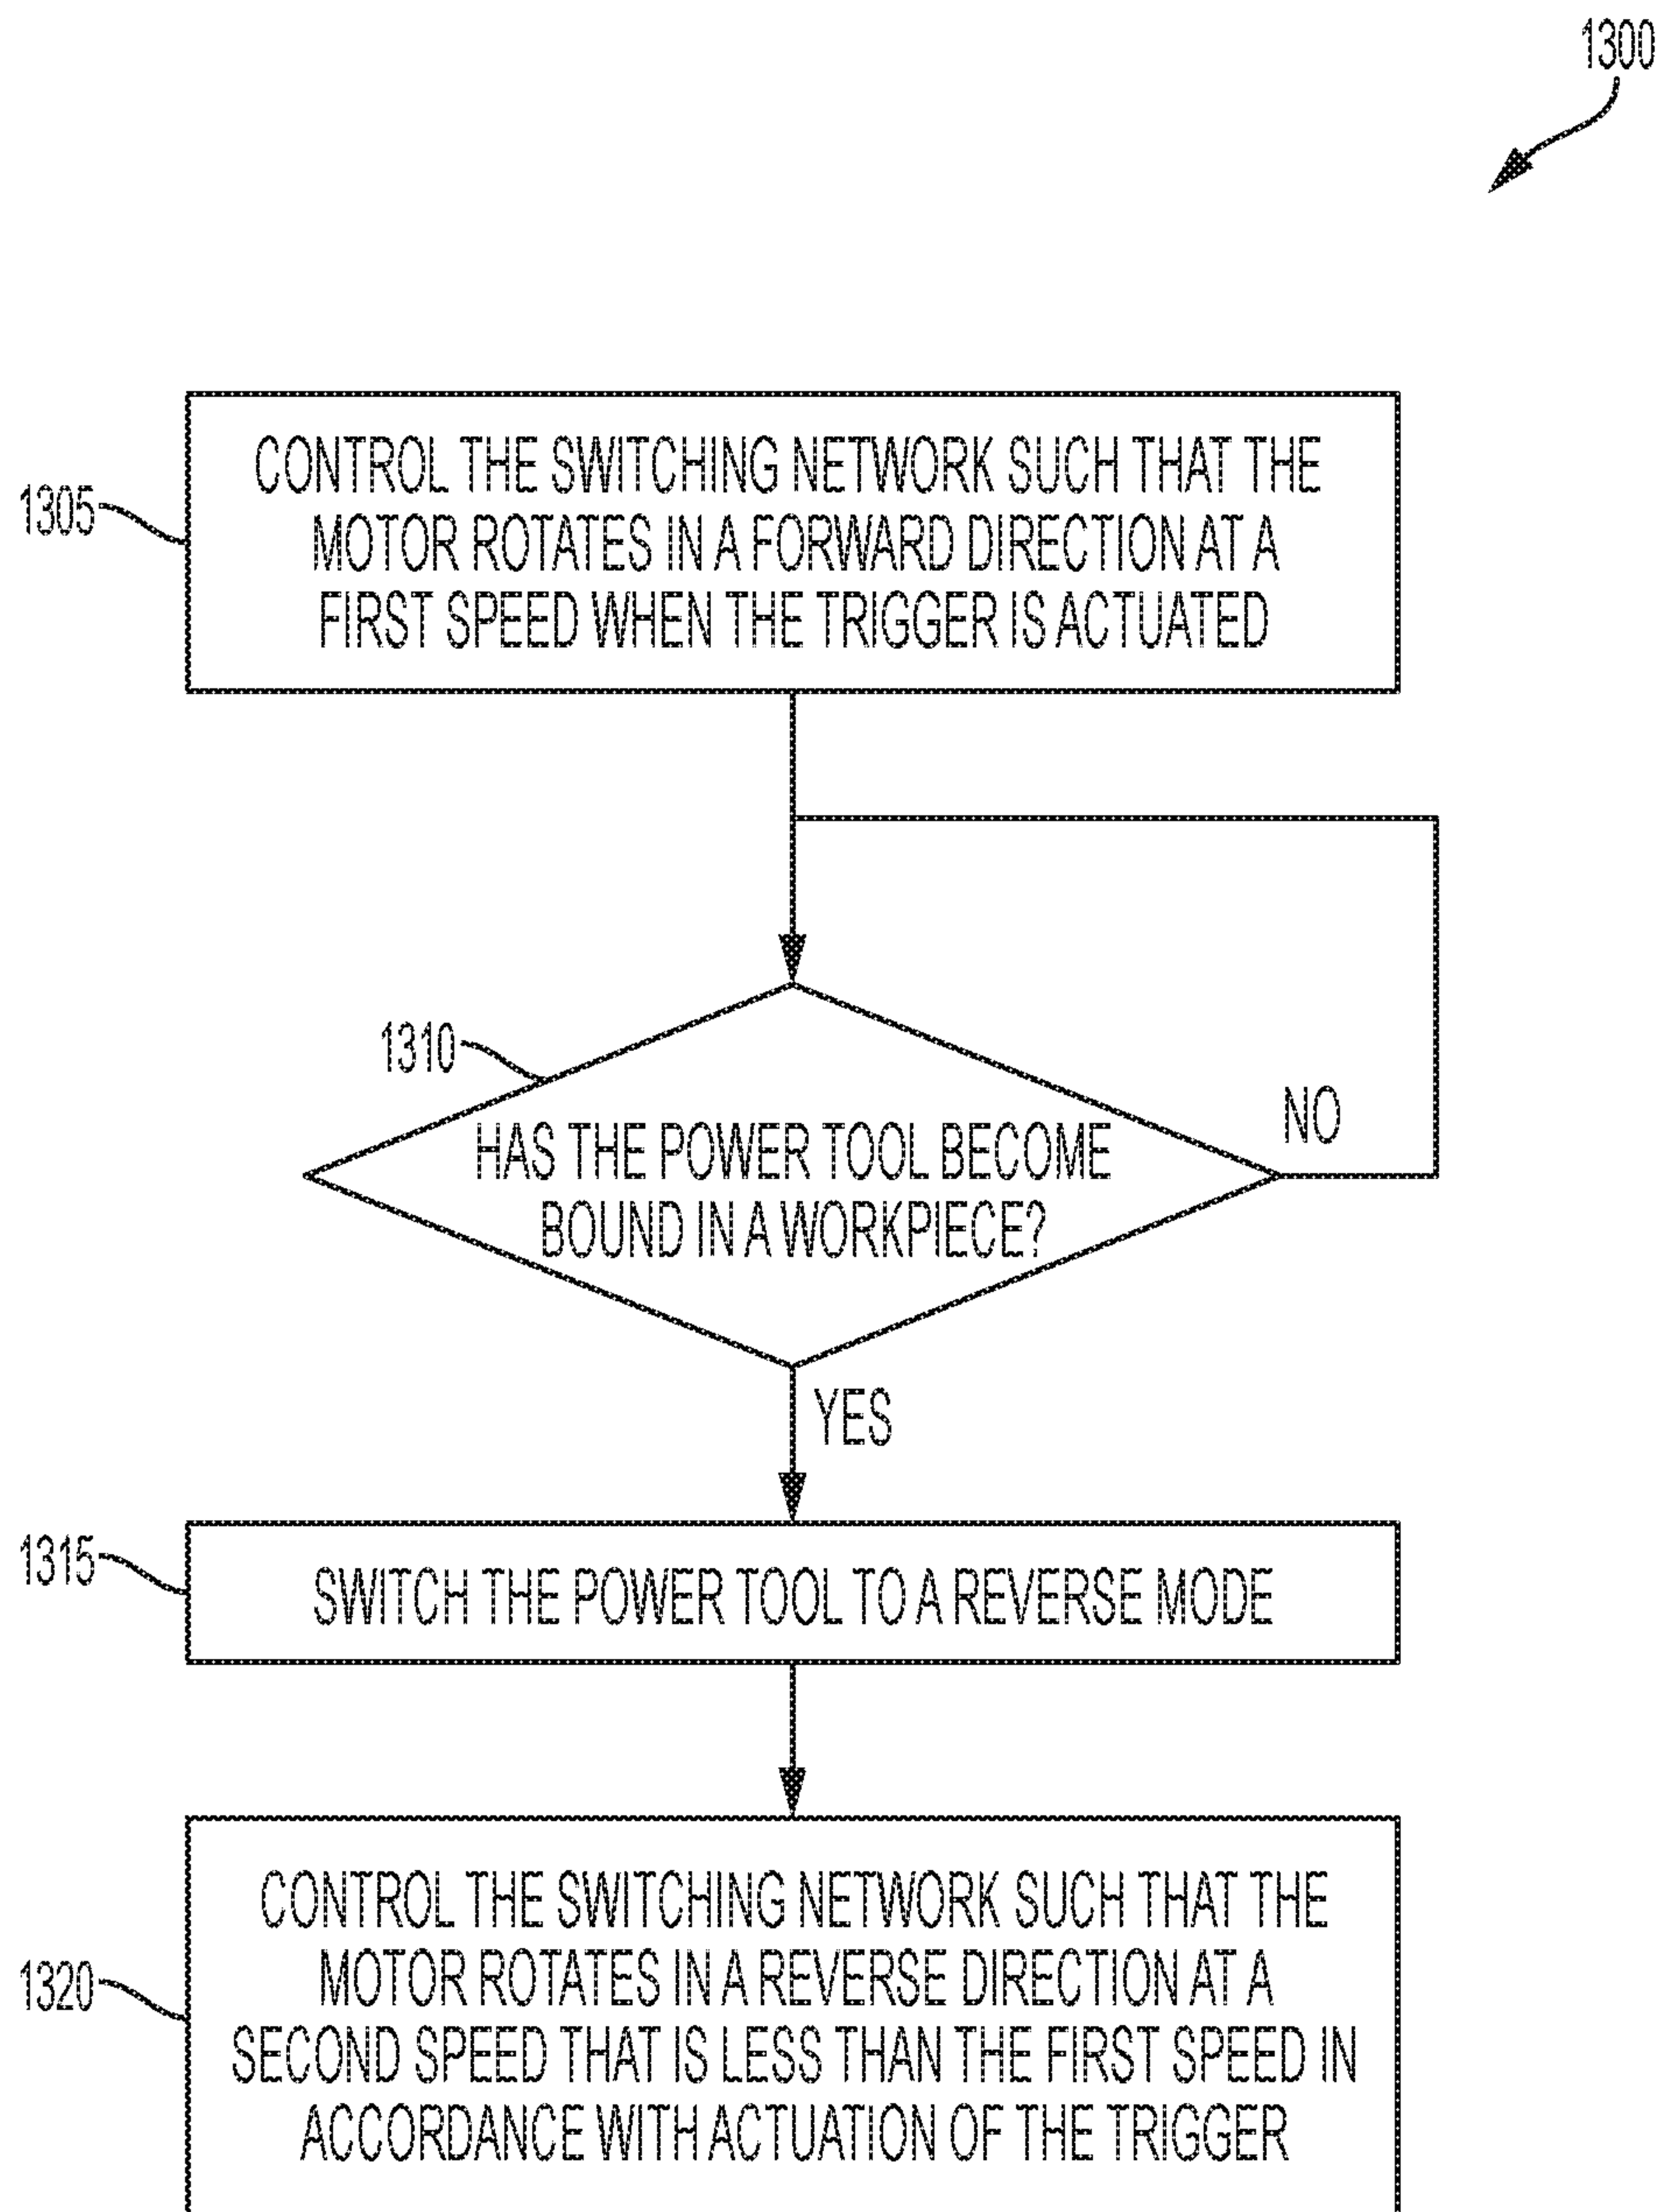 1300
1305
CONTROL THE SWITCHING NETWORK SUCH THAT THE
MOTOR ROTATES IN A FORWARD DIRECTION AT A
FIRST SPEED WHEN THE TRIGGER IS ACTUATED
1310
HAS THE POWER TOOL BECOME
BOUND IN A WORKPIECE?
NO
YES
1315
SWITCH THE POWER TOOL TO A REVERSE MODE
1320
CONTROL THE SWITCHING NETWORK SUCH THAT THE
MOTOR ROTATES IN A REVERSE DIRECTION AT A
SECOND SPEED THAT IS LESS THAN THE FIRST SPEED IN
ACCORDANCE WITH ACTUATION OF THE TRIGGER